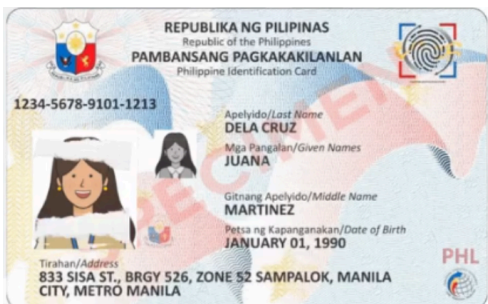 REPUBLIKA NG PILIPINAS
Republic of the Philippines
PAMBANSANG PAGKAKAKILANLAN
Philippine Identification Card
1234-5678-9101-1213
Apelyido/Last Name
DELA CRUZ
Mga Pangalan/Given Names
JUANA
Gitnang Apelyido/Middle Name
MARTINEZ
Petsa ng Kapanganakan/Date of Birth
JANUARY 01, 1990
Tirahan/Address
833 SISA ST., BRGY 526, ZONE 52 SAMPALOK, MANILA
CITY, METRO MANILA
PHL
SPECIMEN